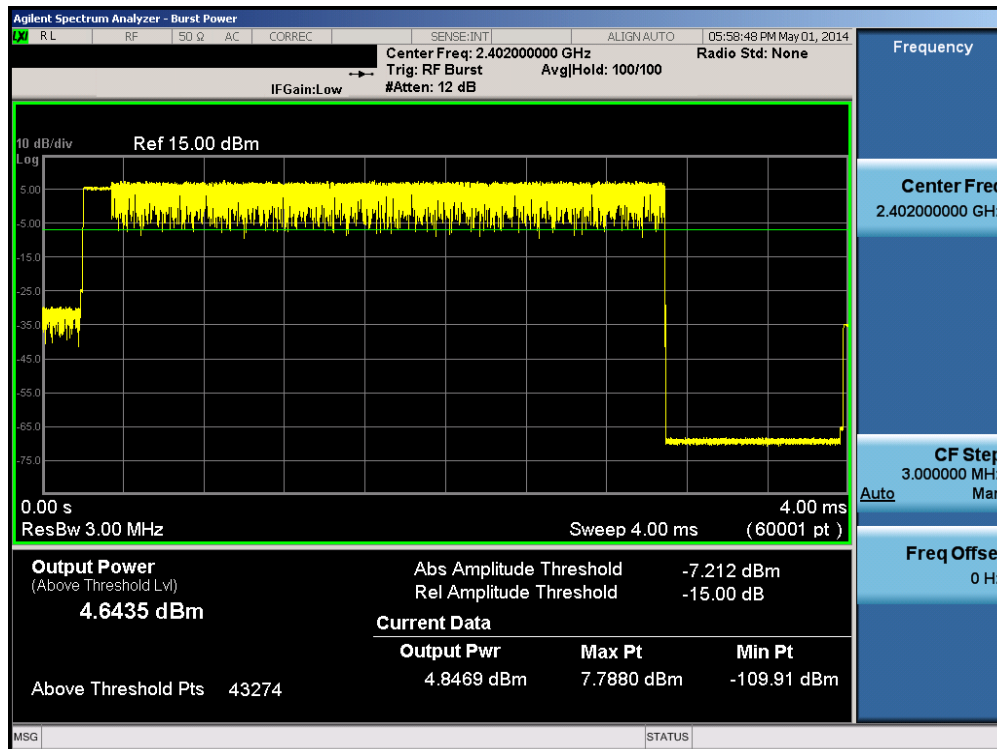 Agilent Spectrum Analyzer - Burst Power
LXI RL RF 50 Ω AC CORREC SENSE:INT ALIGN AUTO 05:58:48 PM May 01, 2014
Center Freq: 2.402000000 GHz Radio Std: None
Trig: RF Burst Avg|Hold: 100/100
IFGain:Low #Atten: 12 dB
10 dB/div Ref 15.00 dBm
Log
5.00
-5.00
-15.0
-25.0
-35.0
-45.0
-55.0
-65.0
-75.0
0.00 s 4.00 ms
ResBw 3.00 MHz Sweep 4.00 ms (60001 pt)
Output Power
(Above Threshold Lvl)
4.6435 dBm
Above Threshold Pts 43274
Abs Amplitude Threshold -7.212 dBm
Rel Amplitude Threshold -15.00 dB
Current Data
Output Pwr Max Pt Min Pt
4.8469 dBm 7.7880 dBm -109.91 dBm
MSG STATUS
Frequency
Center Freq
2.402000000 GH
CF Step
3.000000 MH
Auto Man
Freq Offse
0 H